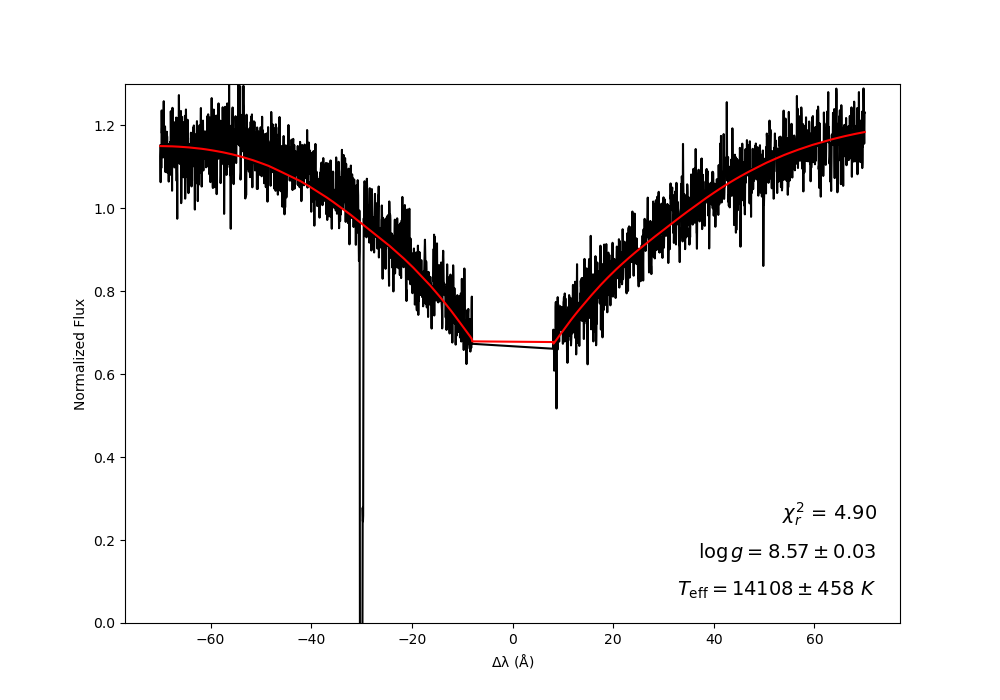 1.2
1.0
0.8
0.6
0.4
0.2
0.0
Normalized Flux
χ²ᵣ = 4.90
log g = 8.57 ± 0.03
T_eff = 14108 ± 458 K
−60 −40 −20 0 20 40 60
Δλ (Å)